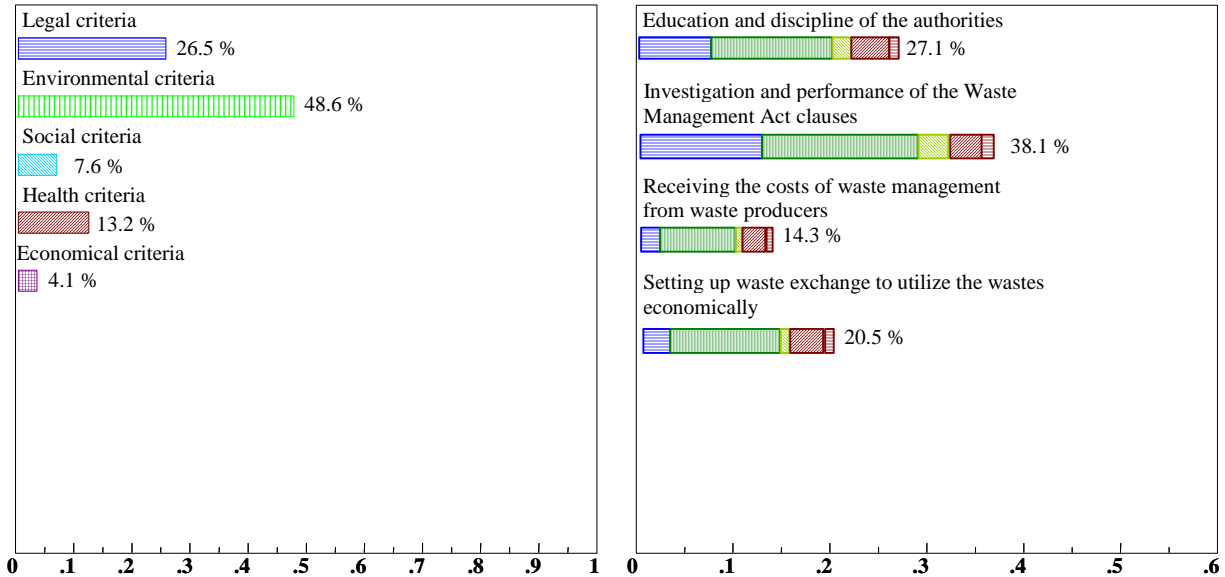 Legal criteria
26.5 %
Environmental criteria
48.6 %
Social criteria
7.6 %
Health criteria
13.2 %
Economical criteria
4.1 %
0 .1 .2 .3 .4 .5 .6 .7 .8 .9 1
Education and discipline of the authorities
27.1 %
Investigation and performance of the Waste
Management Act clauses
38.1 %
Receiving the costs of waste management
from waste producers
14.3 %
Setting up waste exchange to utilize the wastes
economically
20.5 %
0 .1 .2 .3 .4 .5 .6